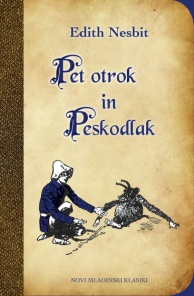 Edith Nesbit
Pet otrok
in
Peskodlak
NOVI MLADINSKI KLASIKI